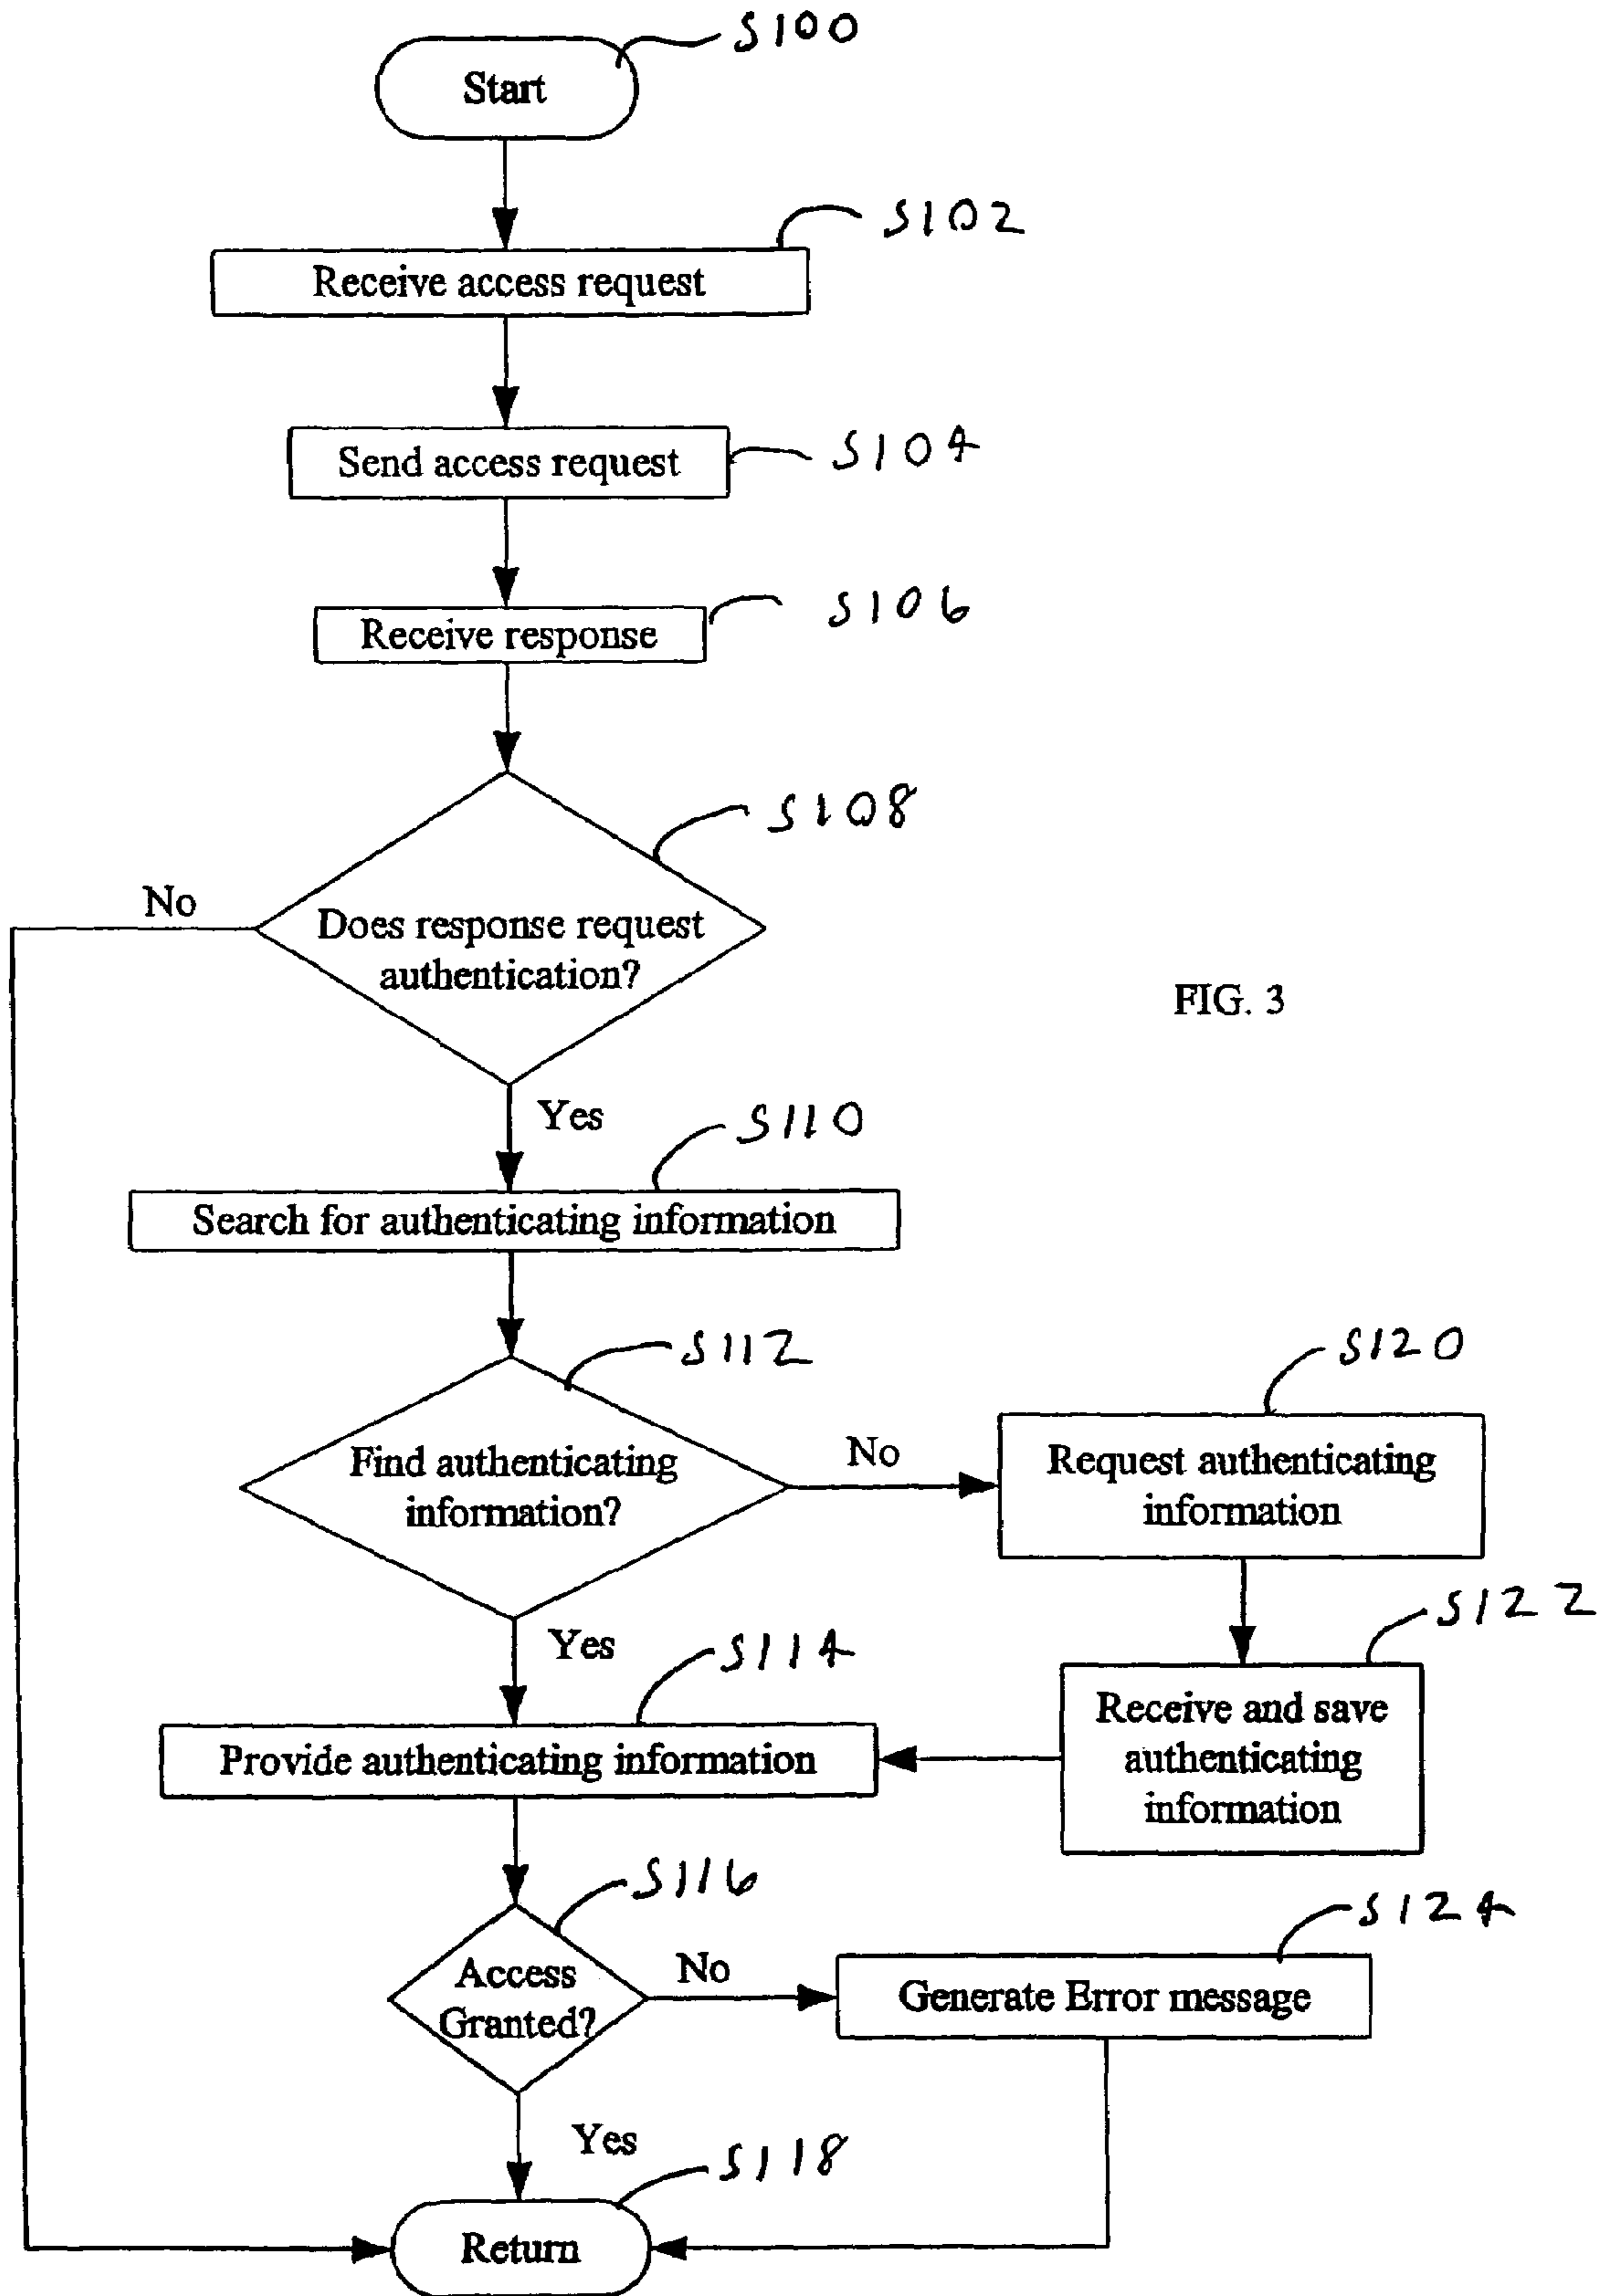 S100
Start
S102
Receive access request
S104
Send access request
S106
Receive response
S108
No
Does response request
authentication?
FIG. 3
Yes
S110
Search for authenticating information
S112
S120
Find authenticating
information?
No
Request authenticating
information
S122
Yes
S114
Receive and save
authenticating
information
Provide authenticating information
S116
S124
Access
Granted?
No
Generate Error message
Yes
S118
Return